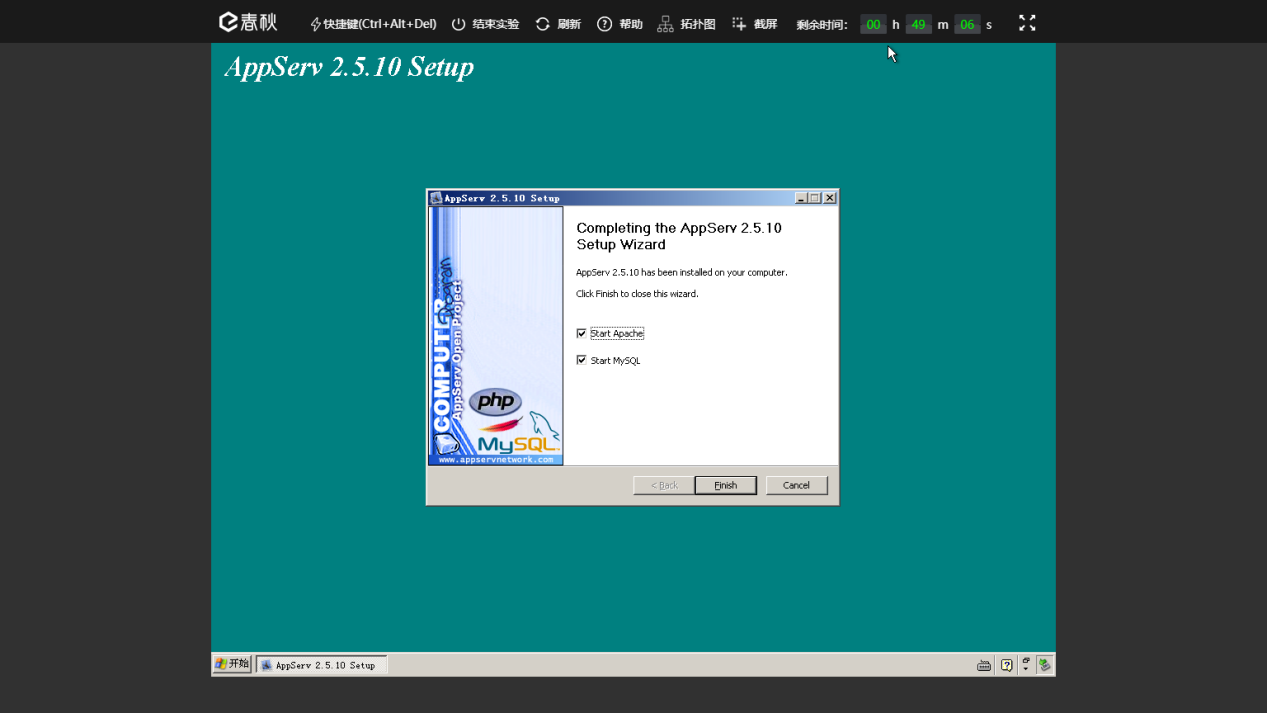 春秋 快捷键(Ctrl+Alt+Del) 结束实验 刷新 帮助 拓扑图 截屏 剩余时间： 00 h 49 m 06 s
AppServ 2.5.10 Setup
AppServ 2.5.10 Setup
Completing the AppServ 2.5.10
Setup Wizard
AppServ 2.5.10 has been installed on your computer.
Click Finish to close this wizard.
Start Apache
Start MySQL
COMPUTER
Program
AppServ Open Project
php
MySQL
www.appservnetwork.com
< Back Finish Cancel
开始 AppServ 2.5.10 Setup